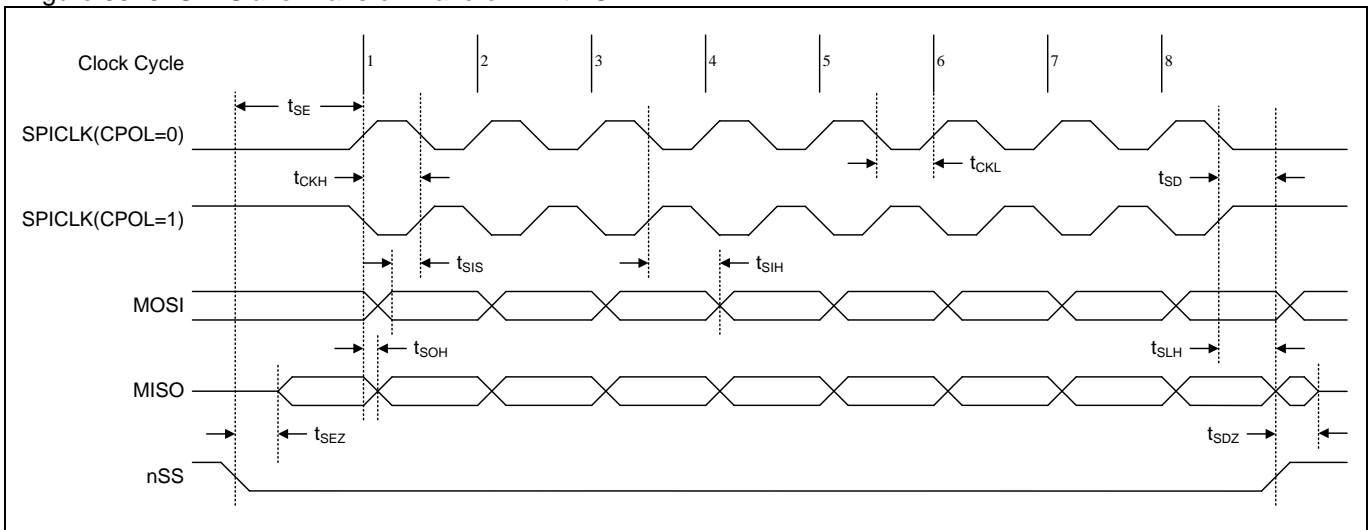 Clock Cycle
1 2 3 4 5 6 7 8
tSE
SPICLK(CPOL=0)
tCKH
tCKL
tSD
SPICLK(CPOL=1)
tSIS
tSIH
MOSI
tSOH
tSLH
MISO
tSEZ
tSDZ
nSS